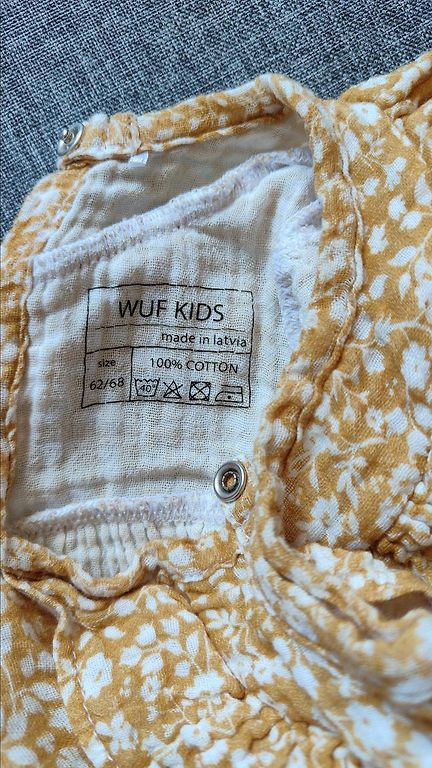 WUF KIDS
made in latvia
size 100% COTTON
62/68 40